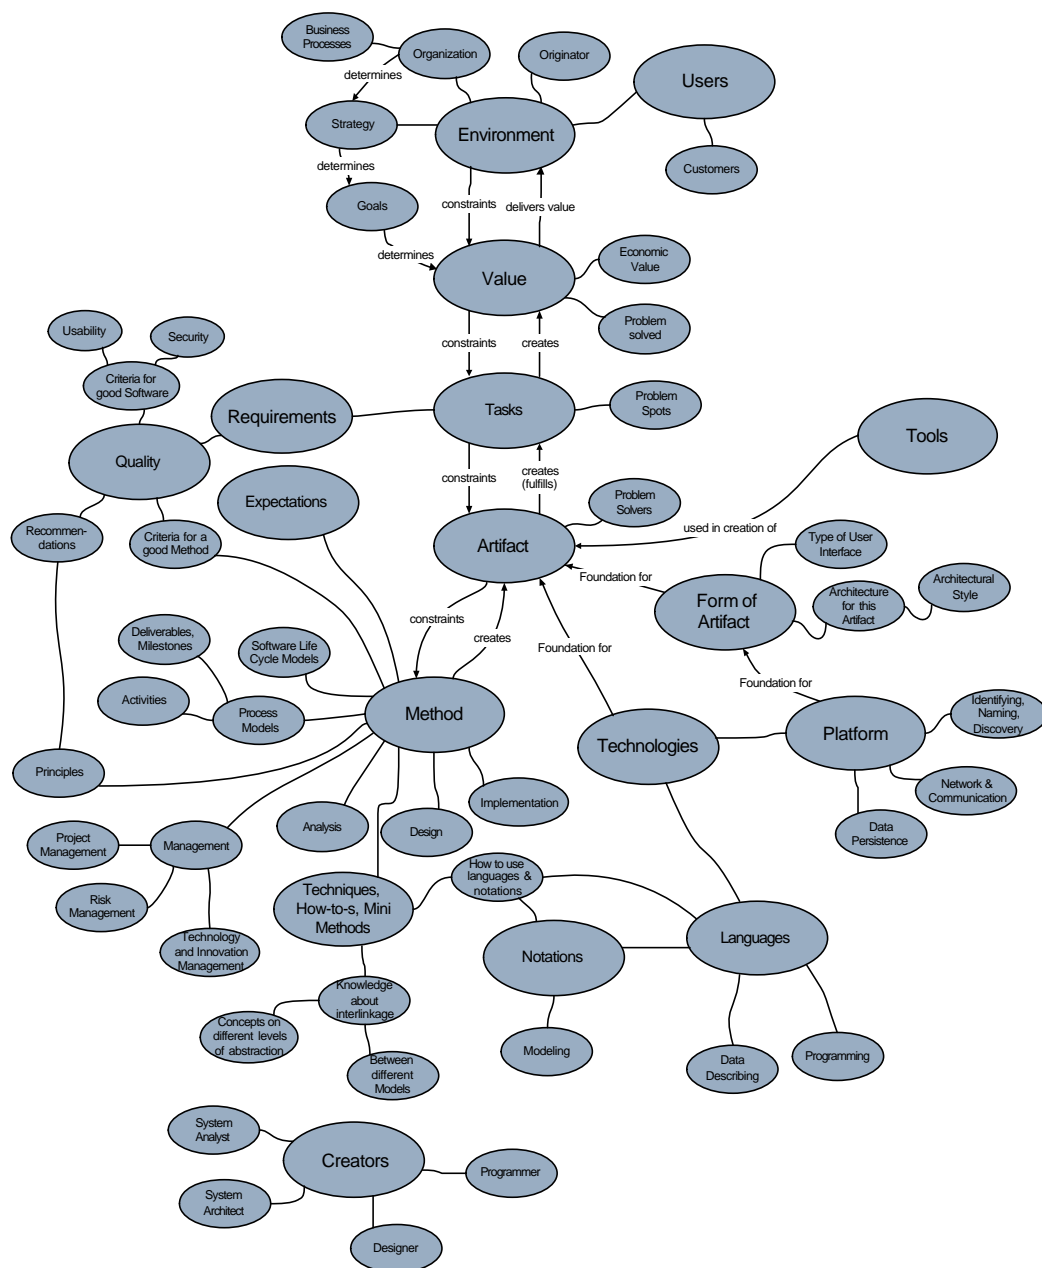 Business
Processes
Organization
Originator
Users
determines
Strategy
Environment
Customers
determines
Goals
constraints
delivers value
determines
Value
Economic
Value
Problem
solved
constraints
creates
Usability
Security
Criteria for
good Software
Requirements
Tasks
Problem
Spots
Tools
Quality
constraints
creates
(fulfills)
Expectations
Problem
Solvers
Recommen-
dations
Criteria for a
good Method
Artifact
used in creation of
Type of User
Interface
Foundation for
Form of
Artifact
Architecture
for this
Artifact
Architectural
Style
constraints
creates
Foundation for
Deliverables,
Milestones
Software Life
Cycle Models
Activities
Process
Models
Method
Foundation for
Identifying,
Naming,
Discovery
Technologies
Platform
Principles
Network &
Communication
Implementation
Analysis
Design
Data
Persistence
Project
Management
Management
Risk
Management
Technology
and Innovation
Management
Techniques,
How-to-s, Mini
Methods
How to use
languages &
notations
Notations
Languages
Knowledge
about
interlinkage
Concepts on
different levels
of abstraction
Between
different
Models
Modeling
Data
Describing
Programming
System
Analyst
Creators
Programmer
System
Architect
Designer